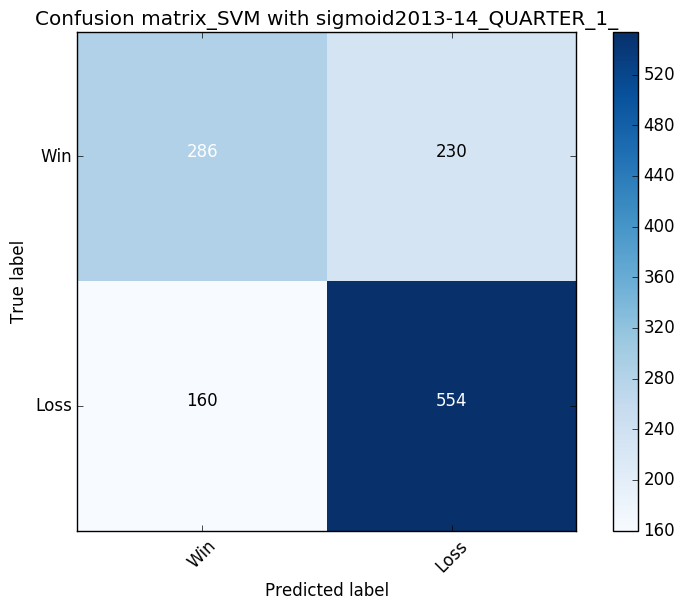 Confusion matrix_SVM with sigmoid2013-14_QUARTER_1_
Win
286
230
Loss
160
554
True label
Win
Loss
Predicted label
520
480
440
400
360
320
280
240
200
160